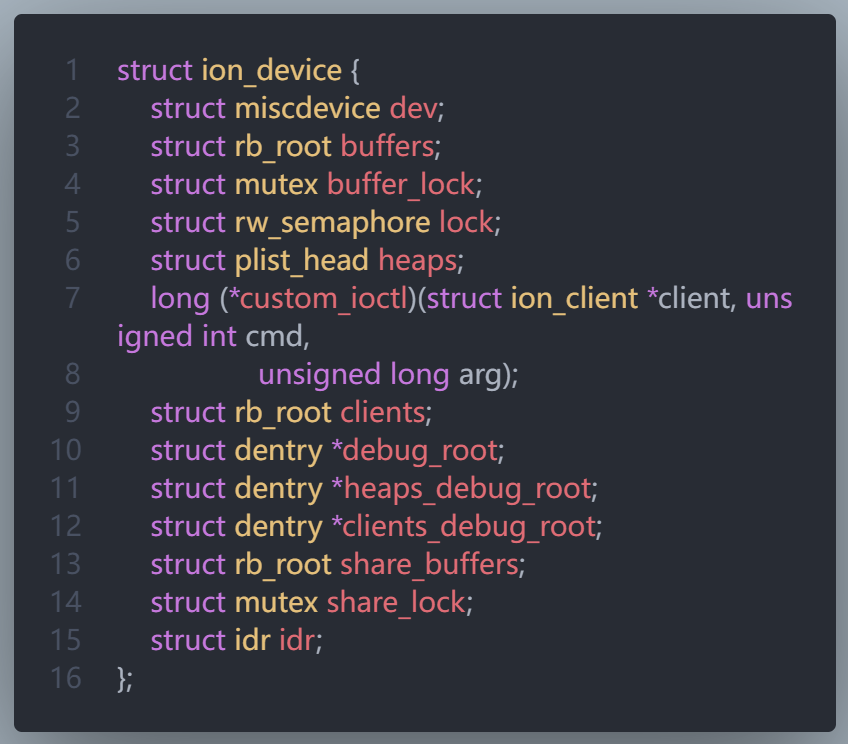 1 struct ion_device {
2 struct miscdevice dev;
3 struct rb_root buffers;
4 struct mutex buffer_lock;
5 struct rw_semaphore lock;
6 struct plist_head heaps;
7 long (*custom_ioctl)(struct ion_client *client, uns
igned int cmd,
8 unsigned long arg);
9 struct rb_root clients;
10 struct dentry *debug_root;
11 struct dentry *heaps_debug_root;
12 struct dentry *clients_debug_root;
13 struct rb_root share_buffers;
14 struct mutex share_lock;
15 struct idr idr;
16 };